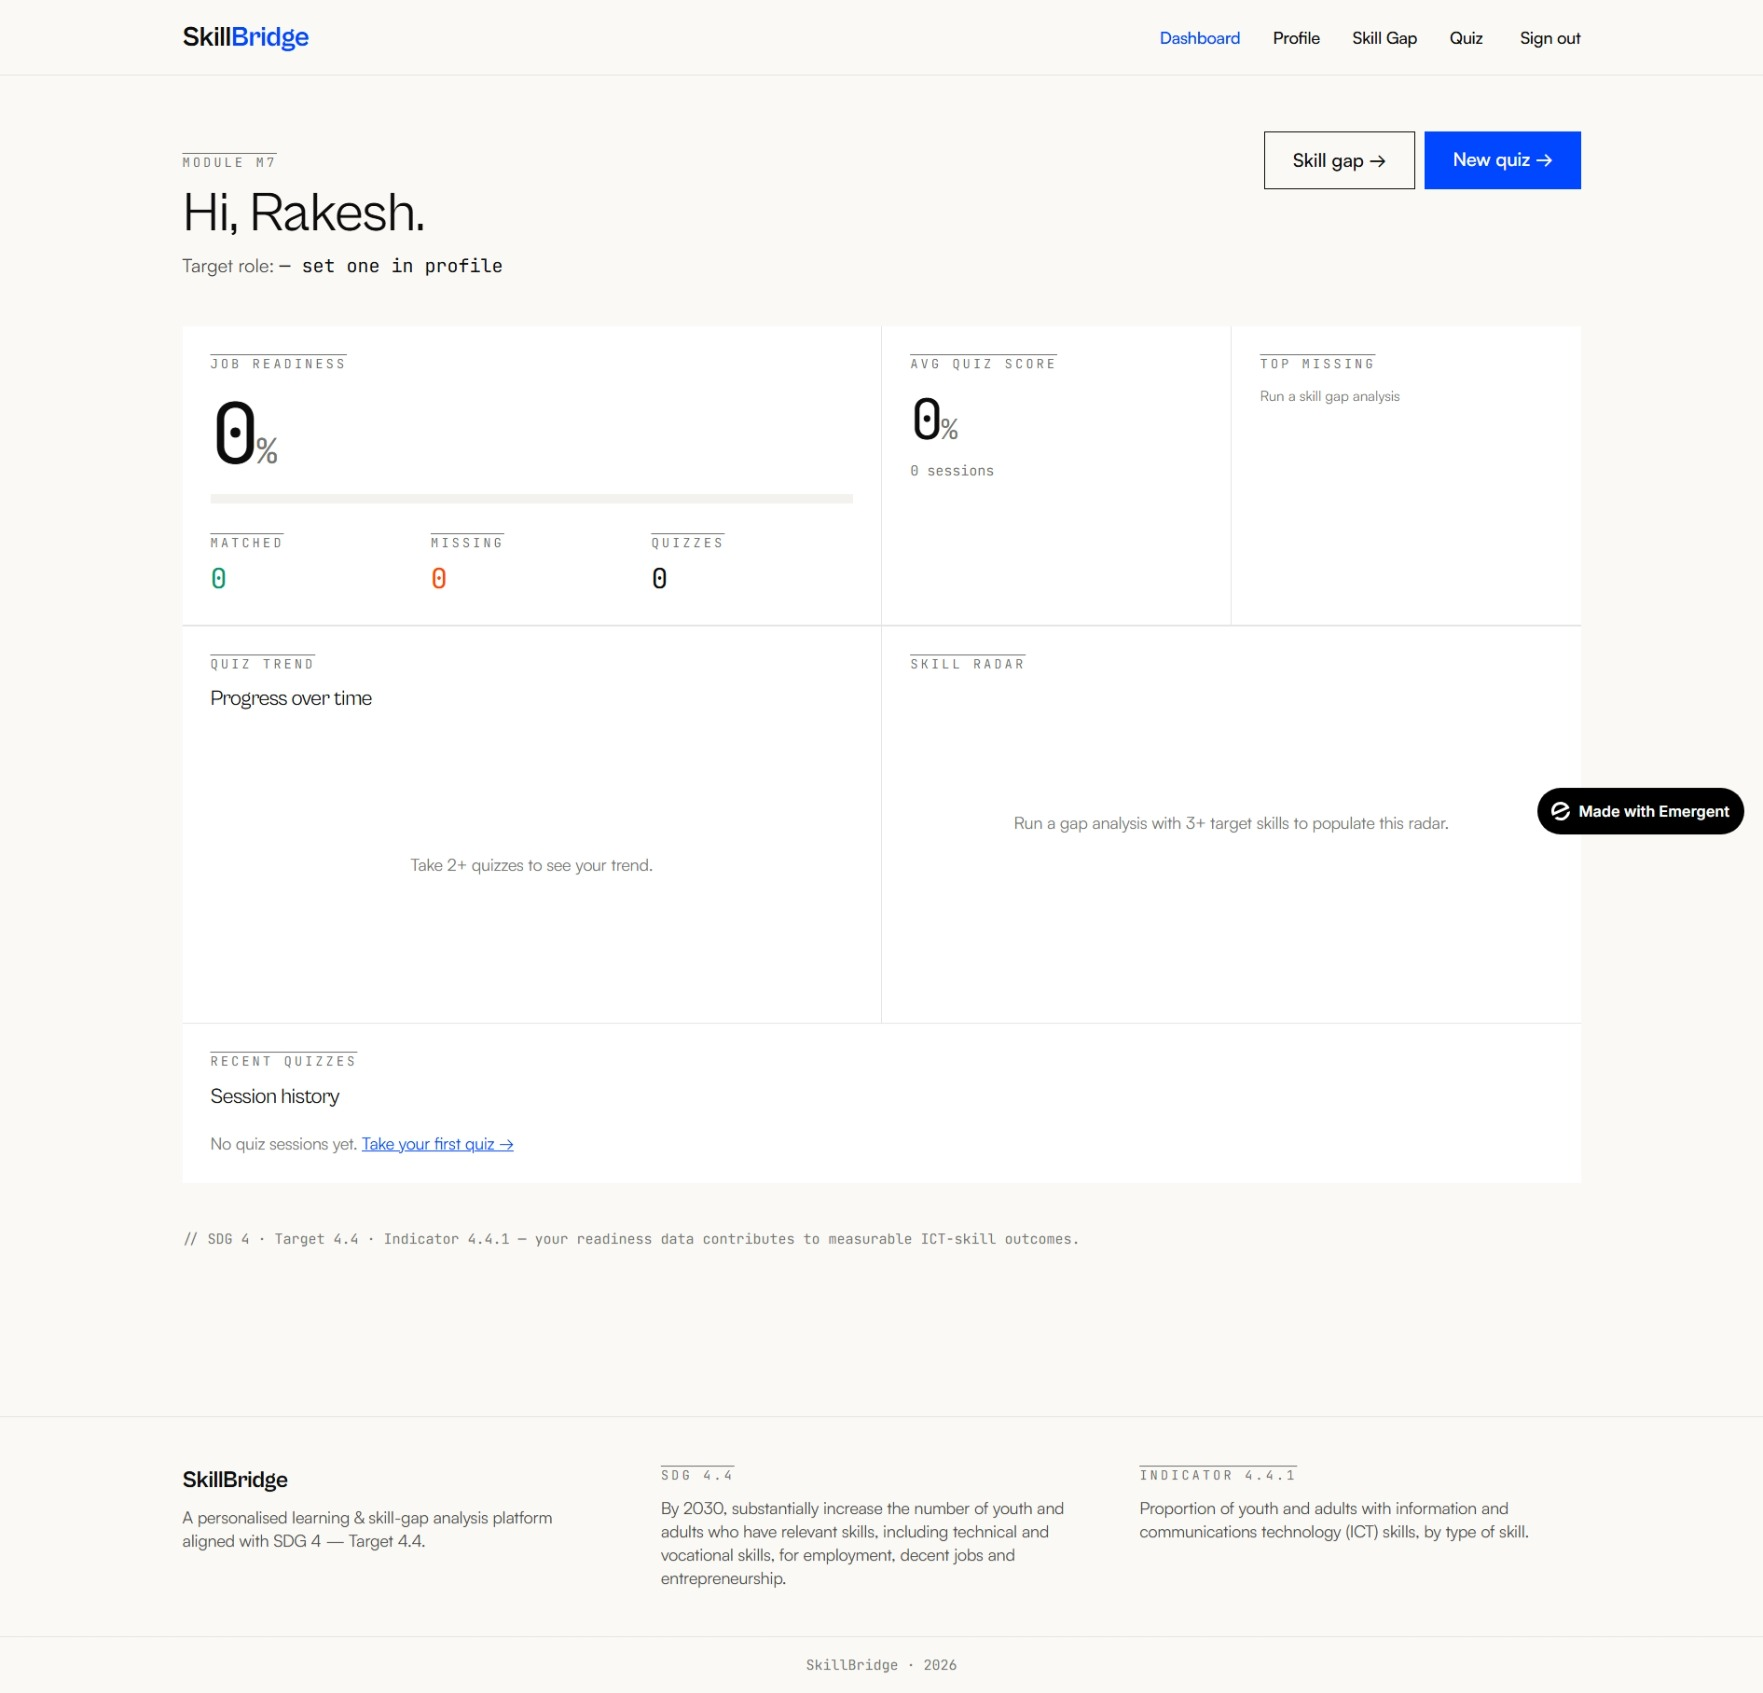 SkillBridge
Dashboard Profile Skill Gap Quiz Sign out
MODULE M7
Hi, Rakesh.
Target role: — set one in profile
Skill gap →
New quiz →
JOB READINESS
0%
MATCHED
0
MISSING
0
QUIZZES
0
AVG QUIZ SCORE
0%
0 sessions
TOP MISSING
Run a skill gap analysis
QUIZ TREND
Progress over time
Take 2+ quizzes to see your trend.
SKILL RADAR
Run a gap analysis with 3+ target skills to populate this radar.
Made with Emergent
RECENT QUIZZES
Session history
No quiz sessions yet. Take your first quiz →
// SDG 4 · Target 4.4 · Indicator 4.4.1 — your readiness data contributes to measurable ICT-skill outcomes.
SkillBridge
A personalised learning & skill-gap analysis platform
aligned with SDG 4 — Target 4.4.
SDG 4.4
By 2030, substantially increase the number of youth and
adults who have relevant skills, including technical and
vocational skills, for employment, decent jobs and
entrepreneurship.
INDICATOR 4.4.1
Proportion of youth and adults with information and
communications technology (ICT) skills, by type of skill.
SkillBridge · 2026